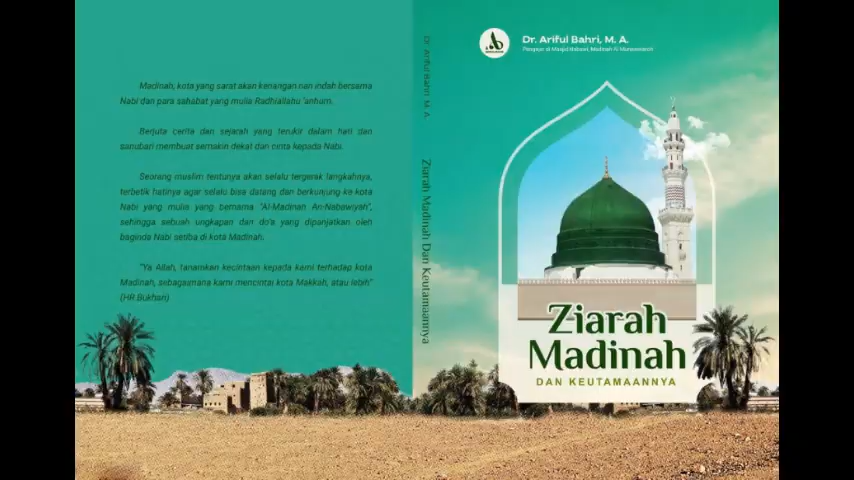 Madinah, kota yang sarat akan kenangan nan indah bersama
Nabi dan para sahabat yang mulia Radhiallahu 'anhum.
Berjuta cerita dan sejarah yang terukir dalam hati dan
sanubari membuat semakin dekat dan cinta kepada Nabi.
Seorang muslim tentunya akan selalu tergerak langkahnya,
terbetik hatinya agar selalu bisa datang dan berkunjung ke kota
Nabi yang mulia yang bernama "Al-Madinah An-Nabawiyah",
sehingga sebuah ungkapan dan do'a yang dipanjatkan oleh
baginda Nabi setiba di kota Madinah.
"Ya Allah, tanamkan kecintaan kepada kami terhadap kota
Madinah, sebagaimana kami mencintai kota Makkah, atau lebih"
(HR Bukhari)
Dr. Ariful Bahri, M. A.
Ziarah Madinah Dan Keutamaannya
Dr. Ariful Bahri, M. A.
Pengajar di Masjid Nabawi, Madinah Al Munawwarah
Ziarah
Madinah
DAN KEUTAMAANNYA